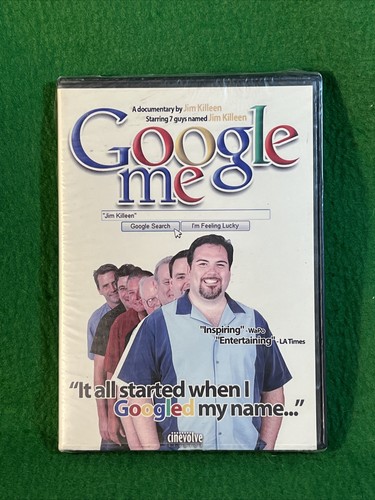 A documentary by Jim Killeen
Starring 7 guys named Jim Killeen
Google
me
"Jim Killeen"
Google Search I'm Feeling Lucky
"Inspiring" - WaPo
"Entertaining" - LA Times
"It all started when I
Googled my name..."
cinevolve